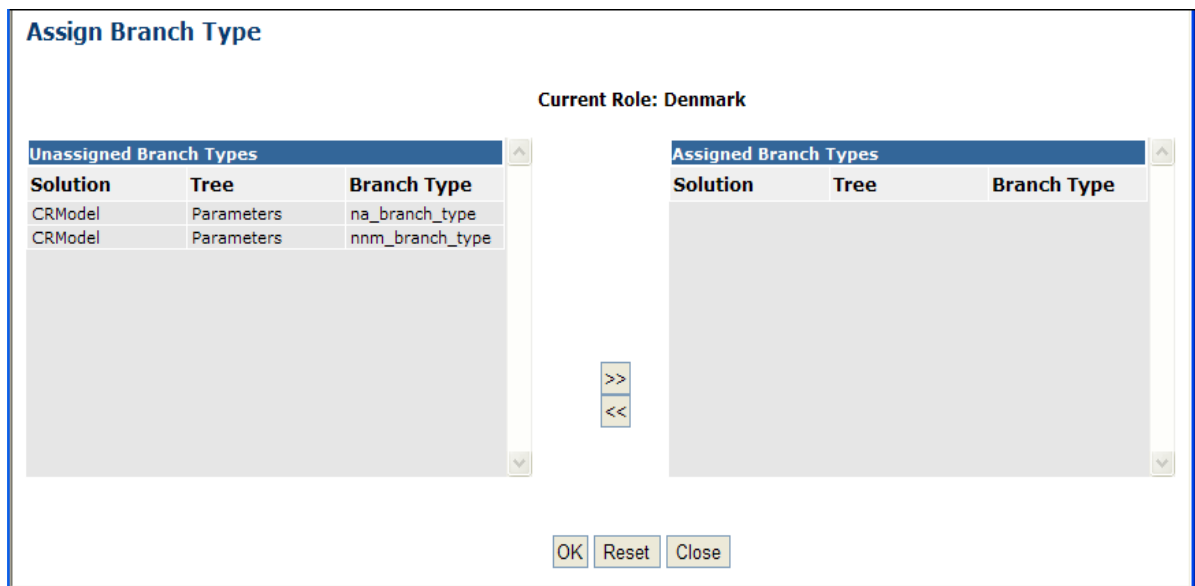 Assign Branch Type
Current Role: Denmark
Unassigned Branch Types
Solution Tree Branch Type
CRModel Parameters na_branch_type
CRModel Parameters nnm_branch_type
Assigned Branch Types
Solution Tree Branch Type
>>
<<
OK Reset Close